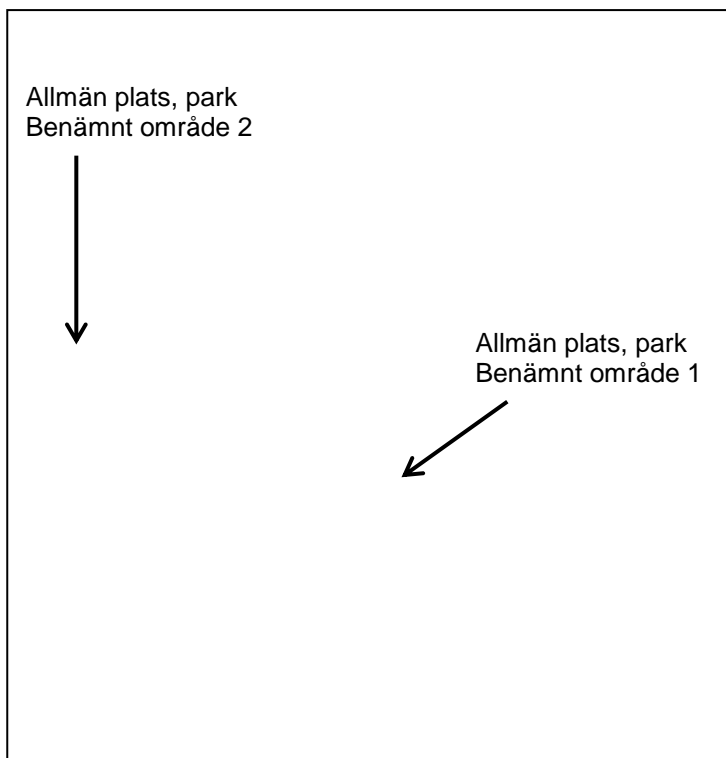 Allmän plats, park
Benämnt område 2
Allmän plats, park
Benämnt område 1